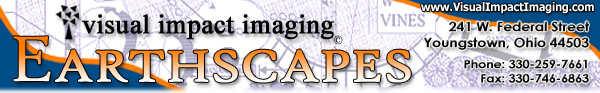 www.VisualImpactImaging.com
visual impact imaging
©
EARTHSCAPES
VINES
241 W. Federal Street
Youngstown, Ohio 44503
Phone: 330-259-7661
Fax: 330-746-6863